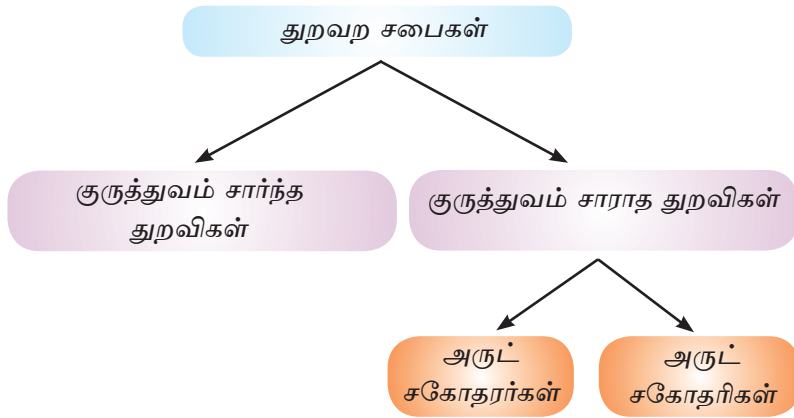 துறவற சபைகள்
குருத்துவம் சார்ந்த
துறவிகள்
குருத்துவம் சாராத துறவிகள்
அருட்
சகோதரர்கள்
அருட்
சகோதரிகள்